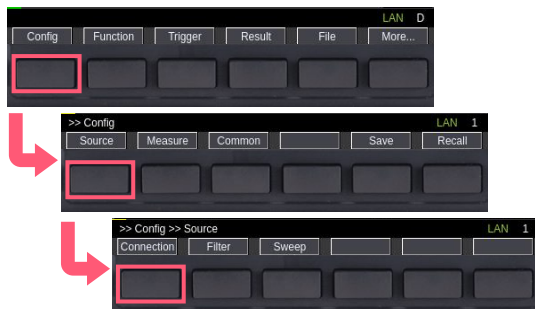 LAN D
Config Function Trigger Result File More...
>> Config LAN 1
Source Measure Common Save Recall
>> Config >> Source LAN 1
Connection Filter Sweep